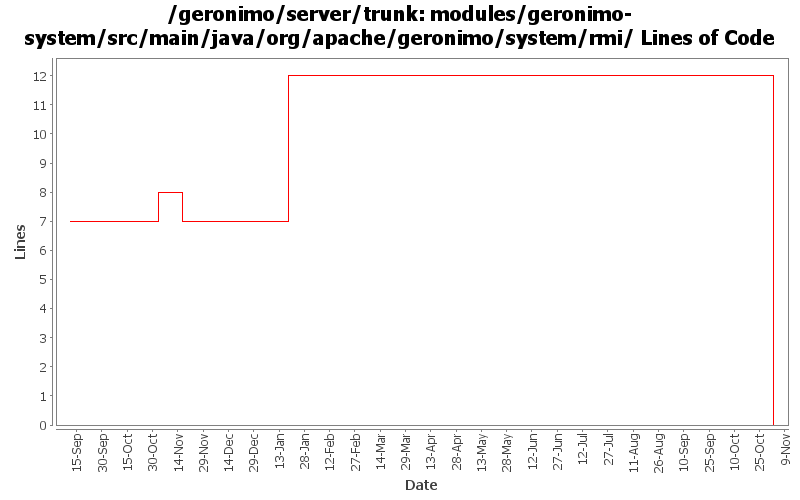 /geronimo/server/trunk: modules/geronimo-
system/src/main/java/org/apache/geronimo/system/rmi/ Lines of Code
12
11
10
9
8
7
6
5
4
3
2
1
0
Lines
15-Sep
30-Sep
15-Oct
30-Oct
14-Nov
29-Nov
14-Dec
29-Dec
13-Jan
28-Jan
12-Feb
27-Feb
14-Mar
29-Mar
13-Apr
28-Apr
13-May
28-May
12-Jun
27-Jun
12-Jul
27-Jul
11-Aug
26-Aug
10-Sep
25-Sep
10-Oct
25-Oct
9-Nov
Date